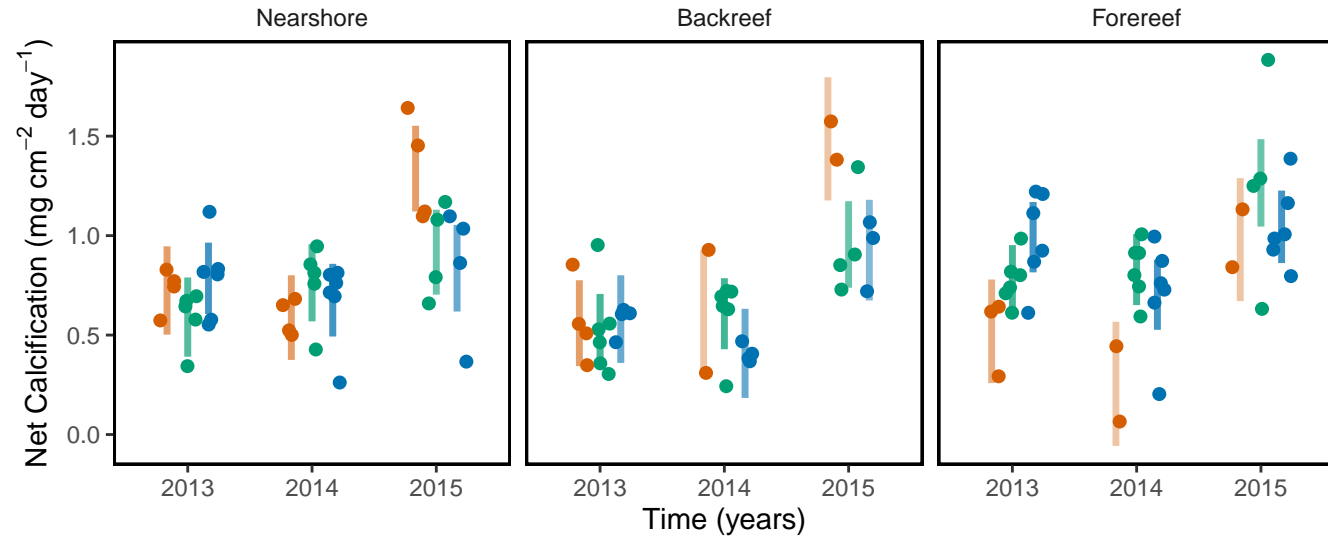 Nearshore Backreef Forereef
Net Calcification (mg cm⁻² day⁻¹)
1.5
1.0
0.5
0.0
2013 2014 2015 2013 2014 2015 2013 2014 2015
Time (years)